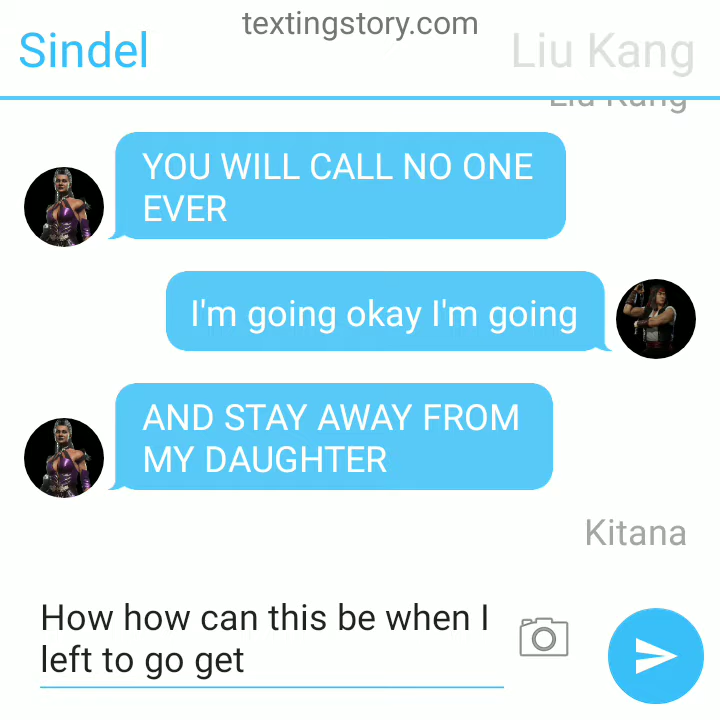 textingstory.com
Sindel
Liu Kang
Liu Kang
YOU WILL CALL NO ONE
EVER
I'm going okay I'm going
AND STAY AWAY FROM
MY DAUGHTER
Kitana
How how can this be when I
left to go get